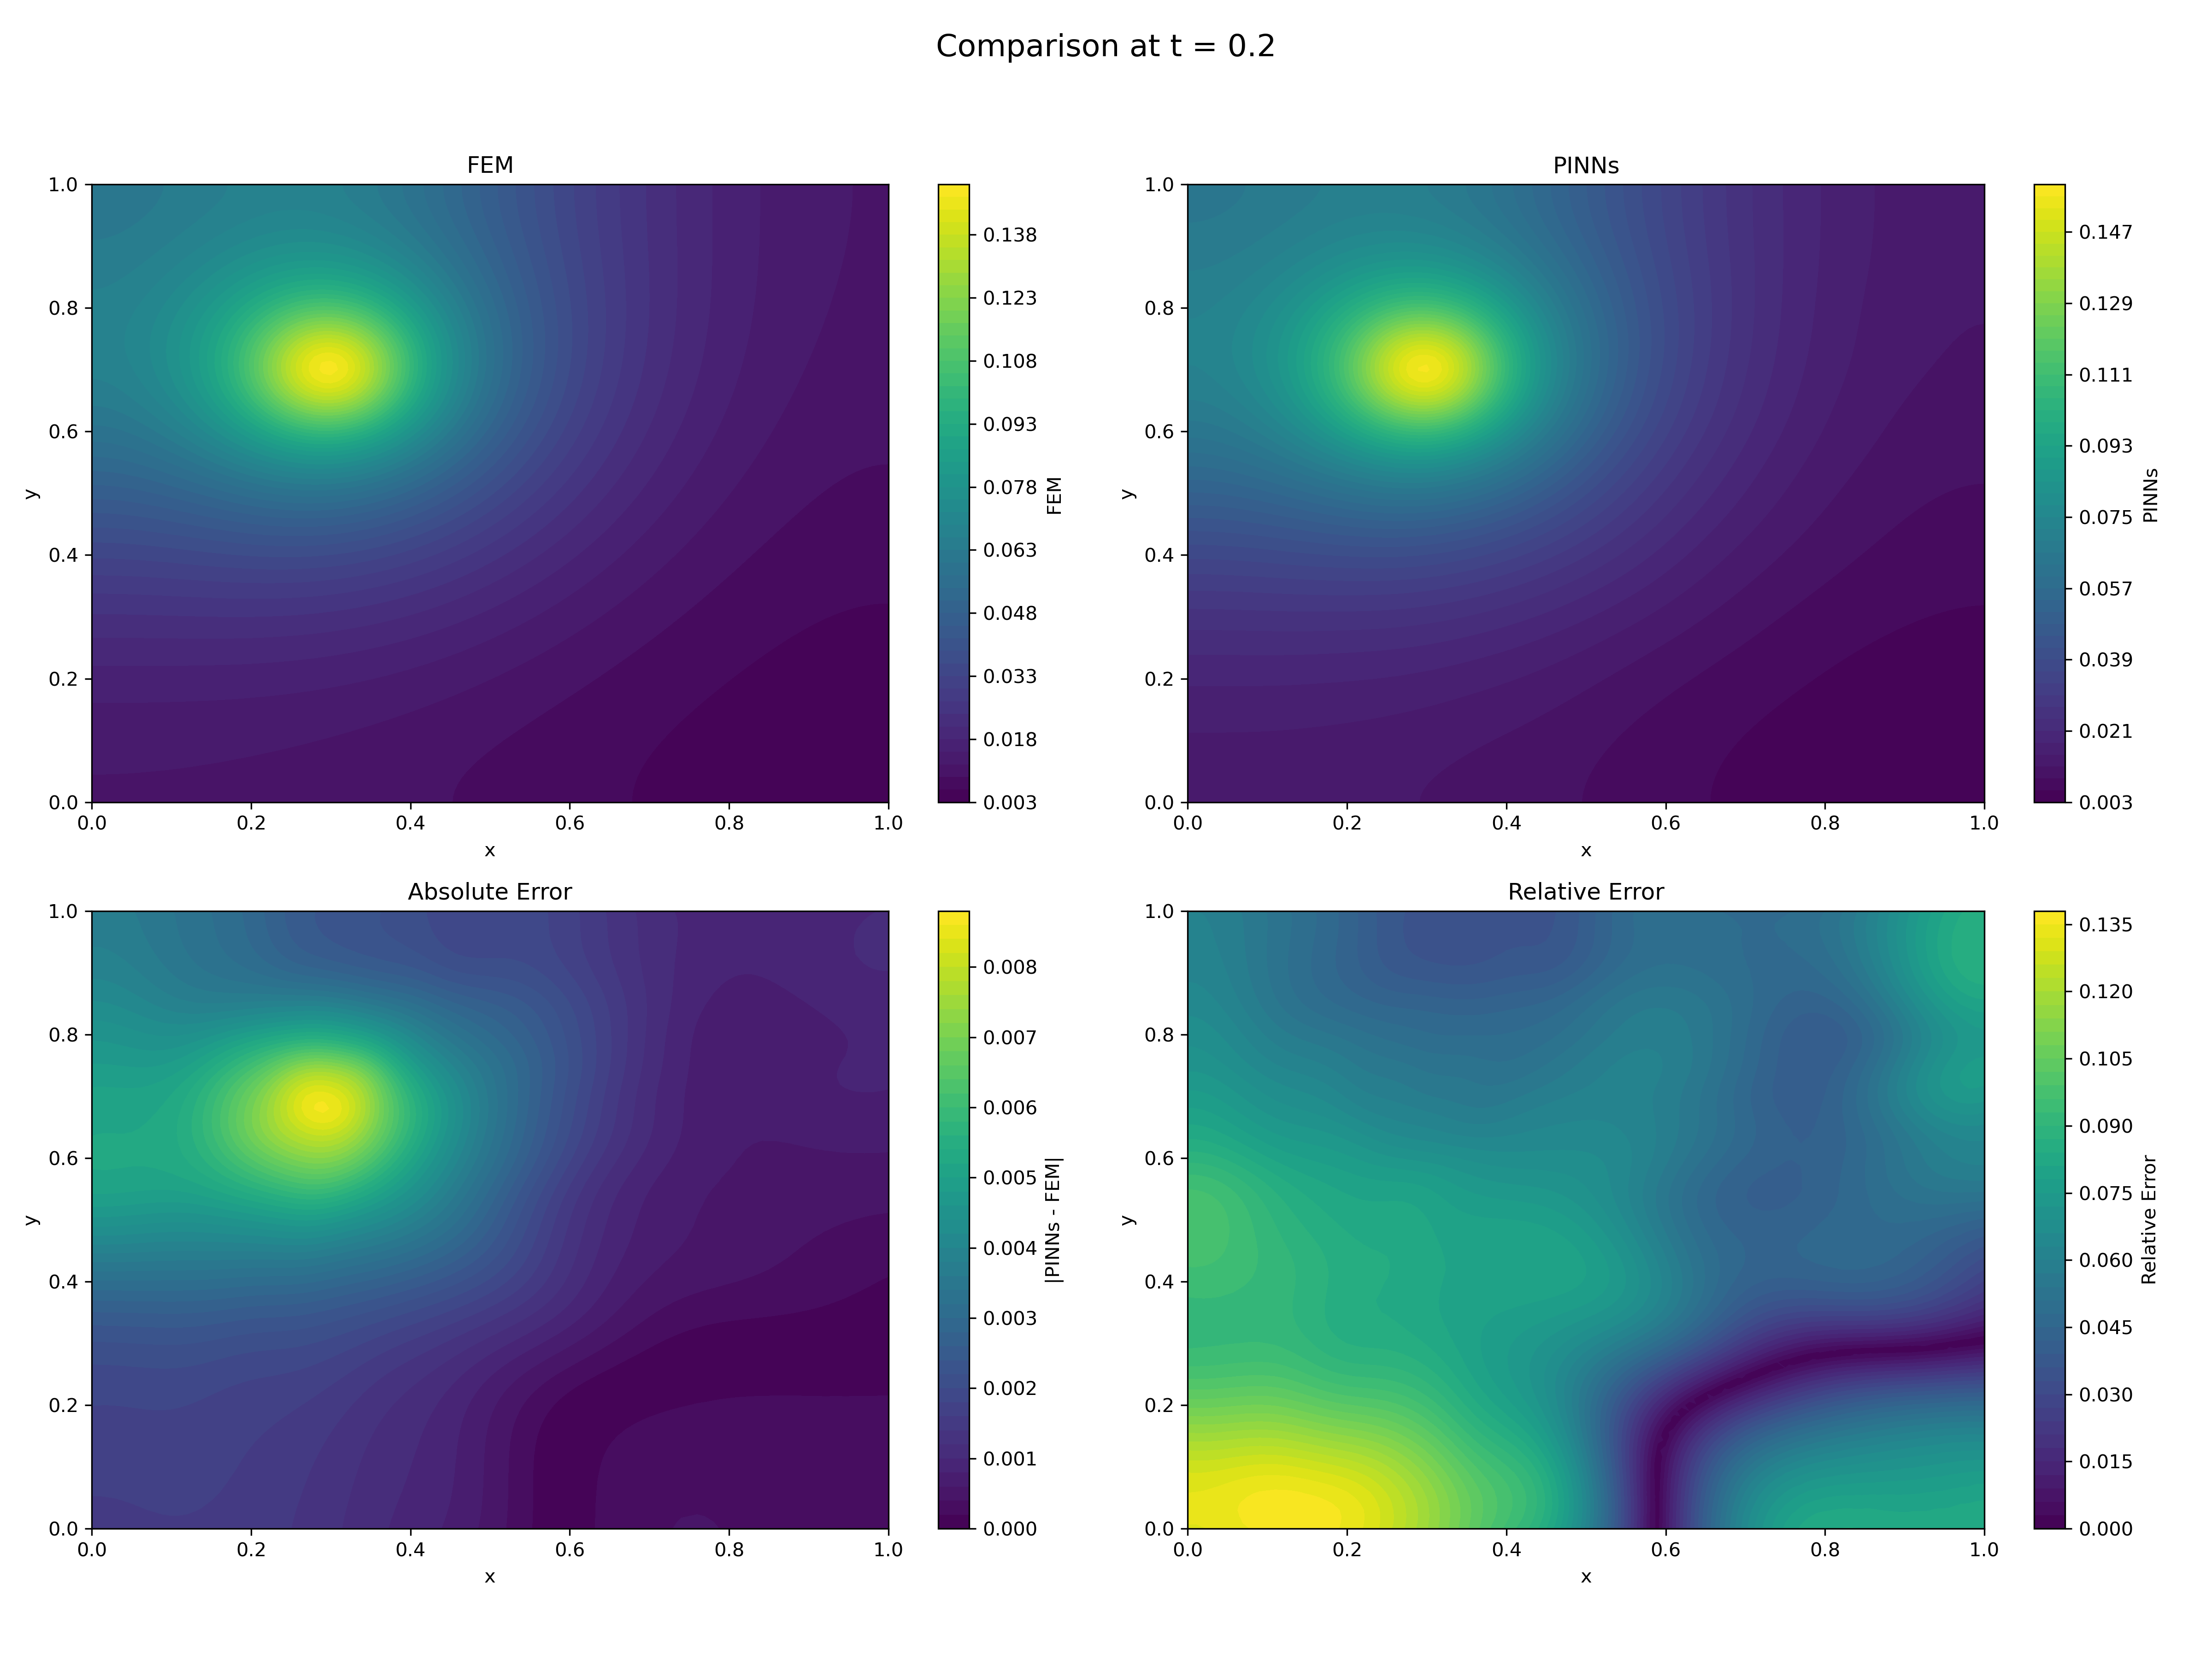 Comparison at t = 0.2
FEM
1.0
0.8
0.6
0.4
0.2
0.0
y
0.0 0.2 0.4 0.6 0.8 1.0
x
0.138
0.123
0.108
0.093
0.078
0.063
0.048
0.033
0.018
0.003
FEM
PINNs
1.0
0.8
0.6
0.4
0.2
0.0
y
0.0 0.2 0.4 0.6 0.8 1.0
x
0.147
0.129
0.111
0.093
0.075
0.057
0.039
0.021
0.003
PINNs
Absolute Error
1.0
0.8
0.6
0.4
0.2
0.0
y
0.0 0.2 0.4 0.6 0.8 1.0
x
0.008
0.007
0.006
0.005
0.004
0.003
0.002
0.001
0.000
|PINNs - FEM|
Relative Error
1.0
0.8
0.6
0.4
0.2
0.0
y
0.0 0.2 0.4 0.6 0.8 1.0
x
0.135
0.120
0.105
0.090
0.075
0.060
0.045
0.030
0.015
0.000
Relative Error